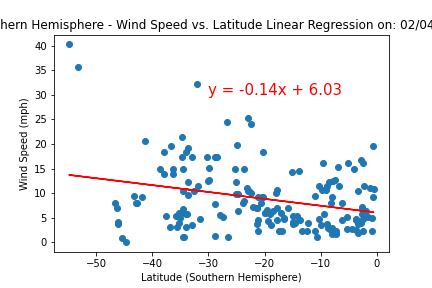 hern Hemisphere - Wind Speed vs. Latitude Linear Regression on: 02/04
40
35
30
25
20
15
10
5
0
Wind Speed (mph)
y = -0.14x + 6.03
−50 −40 −30 −20 −10 0
Latitude (Southern Hemisphere)